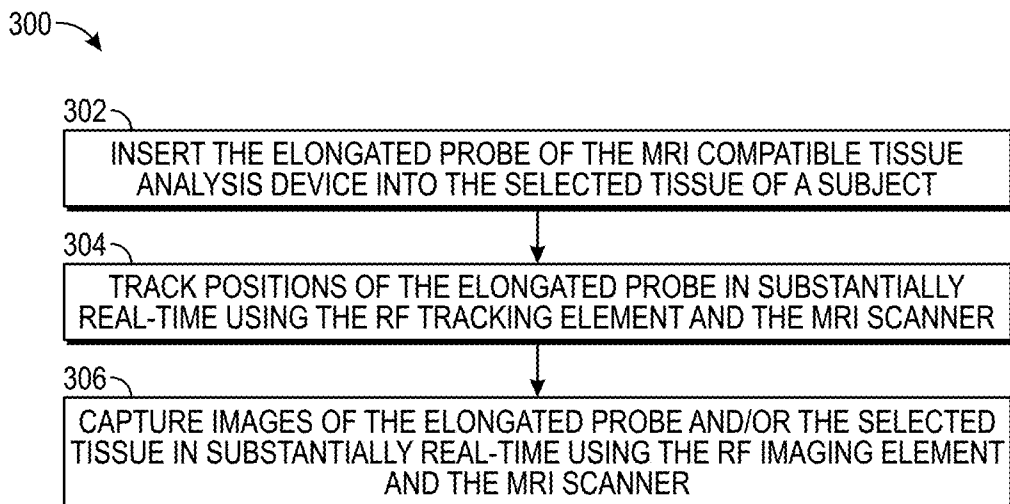 300
302
INSERT THE ELONGATED PROBE OF THE MRI COMPATIBLE TISSUE
ANALYSIS DEVICE INTO THE SELECTED TISSUE OF A SUBJECT
304
TRACK POSITIONS OF THE ELONGATED PROBE IN SUBSTANTIALLY
REAL-TIME USING THE RF TRACKING ELEMENT AND THE MRI SCANNER
306
CAPTURE IMAGES OF THE ELONGATED PROBE AND/OR THE SELECTED
TISSUE IN SUBSTANTIALLY REAL-TIME USING THE RF IMAGING ELEMENT
AND THE MRI SCANNER